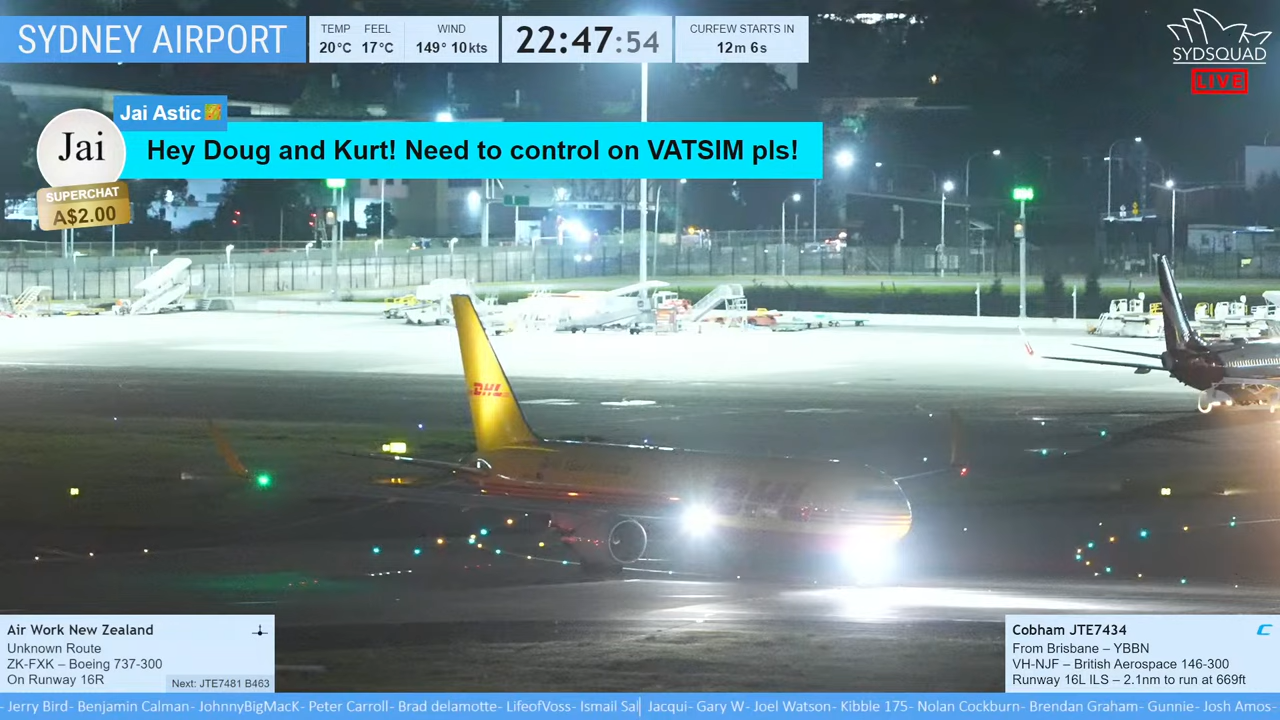 SYDNEY AIRPORT
TEMP FEEL WIND
20°C 17°C 149° 10kts
22:47:54
CURFEW STARTS IN
12m 6s
SYDSQUAD
LIVE
Jai Astic
Jai
Hey Doug and Kurt! Need to control on VATSIM pls!
SUPERCHAT
A$2.00
DHL
Air Work New Zealand
Unknown Route
ZK-FXK – Boeing 737-300
On Runway 16R
Next: JTE7481 B463
Cobham JTE7434
From Brisbane – YBBN
VH-NJF – British Aerospace 146-300
Runway 16L ILS – 2.1nm to run at 669ft
- Jerry Bird- Benjamin Calman- JohnnyBigMacK- Peter Carroll- Brad delamotte- LifeofVoss- Ismail Sa Jacqui- Gary W- Joel Watson- Kibble 175- Nolan Cockburn- Brendan Graham- Gunnie- Josh Amos-